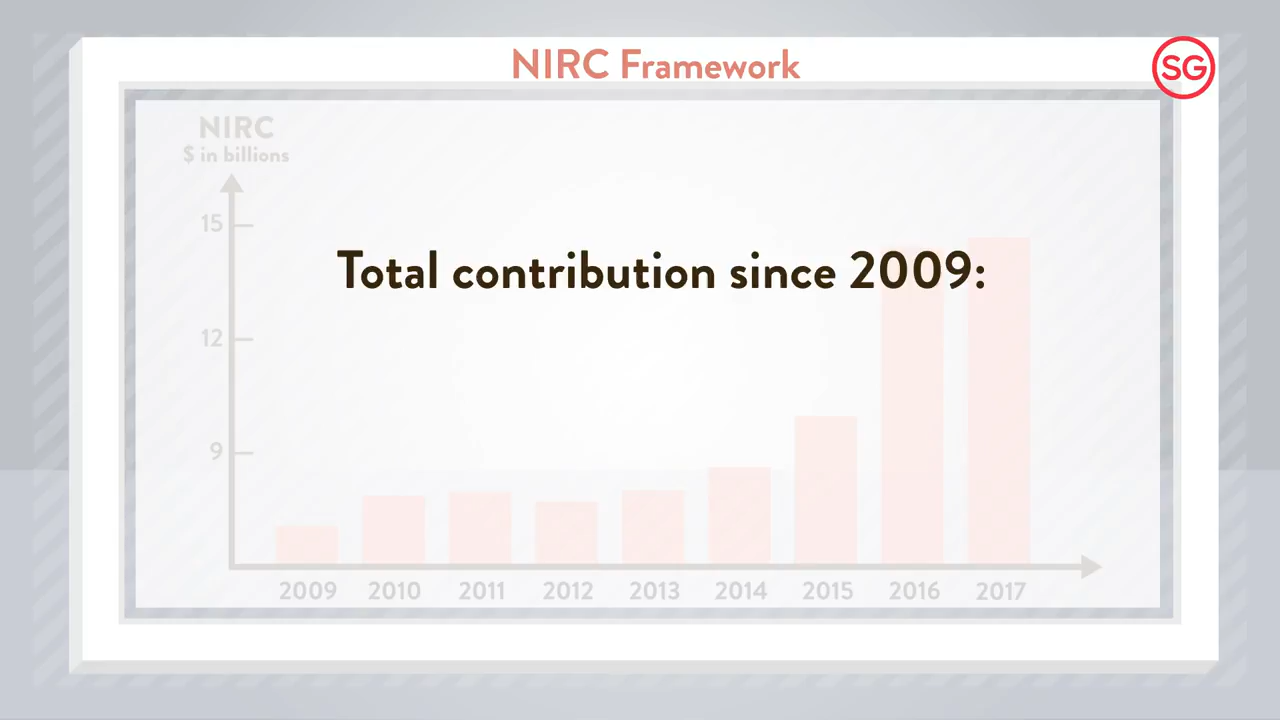 NIRC Framework
SG
NIRC
$ in billions
15
Total contribution since 2009:
12
9
2009 2010 2011 2012 2013 2014 2015 2016 2017